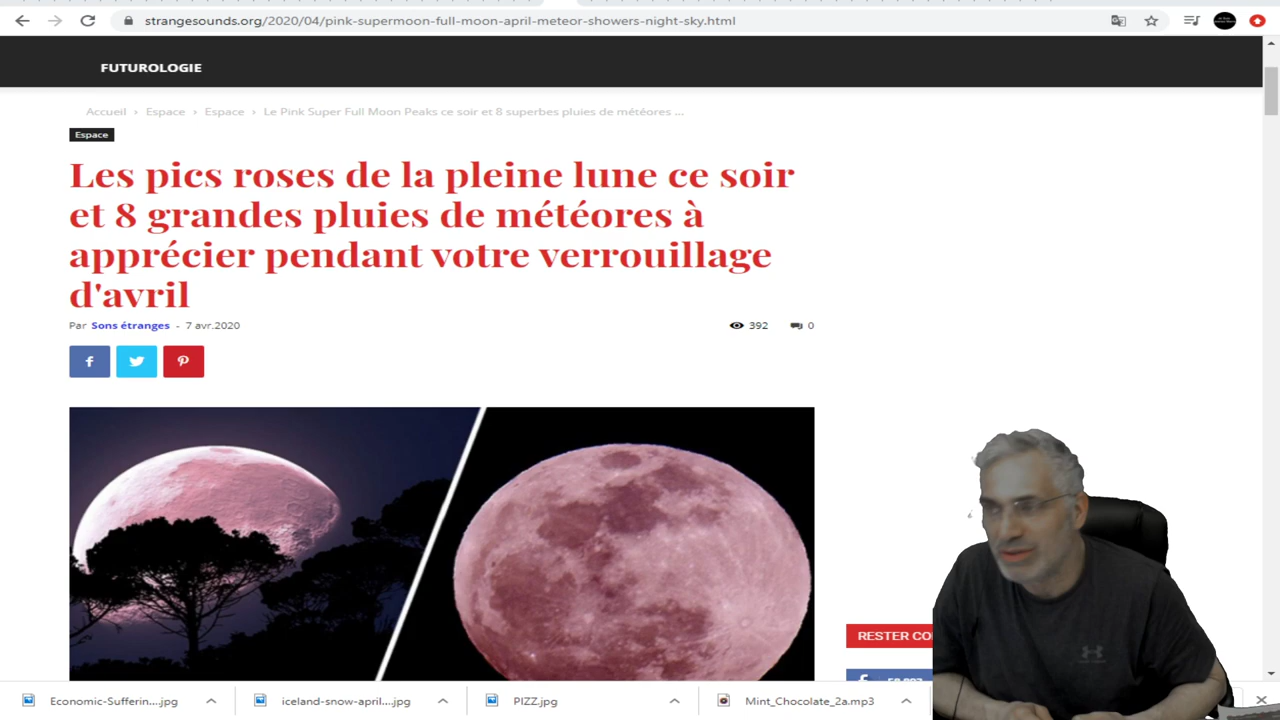 strangesounds.org/2020/04/pink-supermoon-full-moon-april-meteor-showers-night-sky.html
FUTUROLOGIE
Accueil › Espace › Espace › Le Pink Super Full Moon Peaks ce soir et 8 superbes pluies de météores ...
Espace
Les pics roses de la pleine lune ce soir
et 8 grandes pluies de météores à
apprécier pendant votre verrouillage
d'avril
Par Sons étranges - 7 avr.2020
392 0
RESTER CO
Economic-Sufferin....jpg iceland-snow-april....jpg PIZZ.jpg Mint_Chocolate_2a.mp3